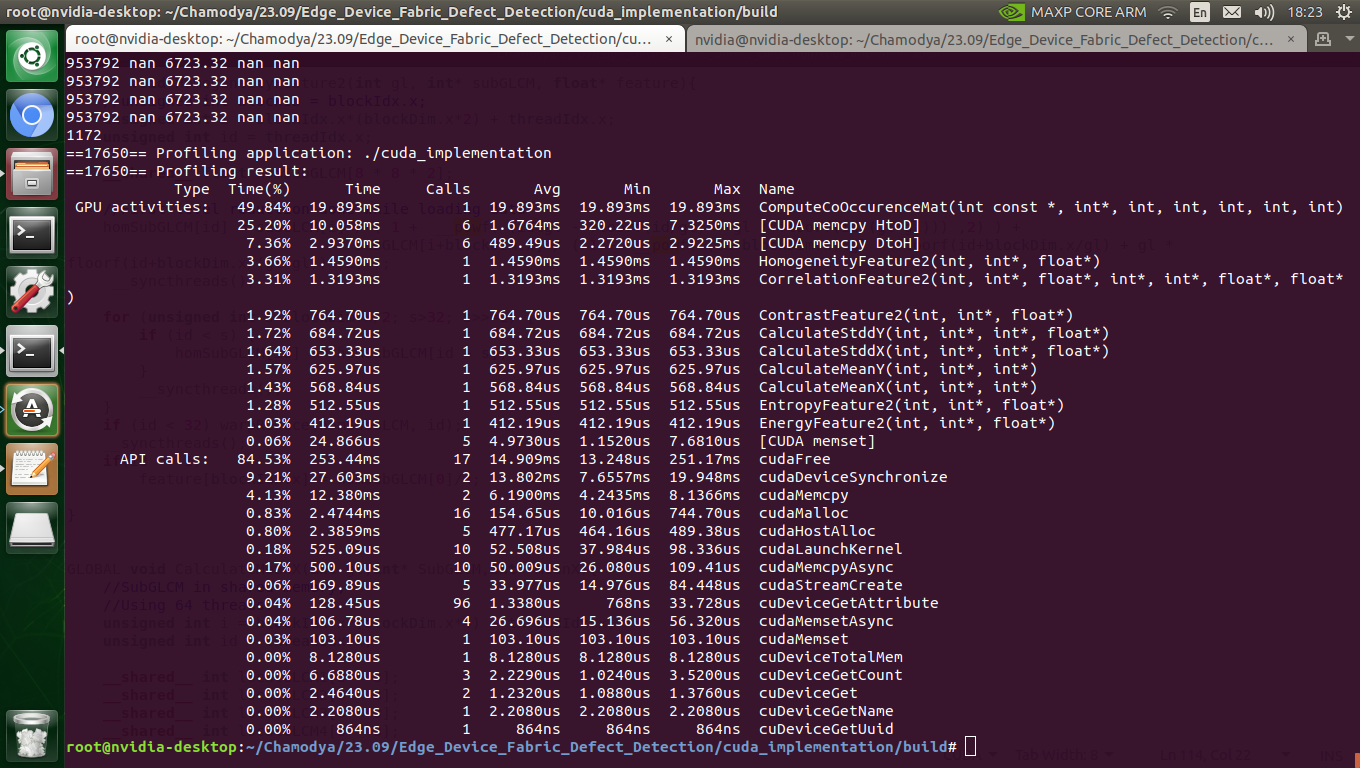 root@nvidia-desktop: ~/Chamodya/23.09/Edge_Device_Fabric_Defect_Detection/cuda_implementation/build
MAXP CORE ARM En 18:23
root@nvidia-desktop: ~/Chamodya/23.09/Edge_Device_Fabric_Defect_Detection/cu... × nvidia@nvidia-desktop: ~/Chamodya/23.09/Edge_Device_Fabric_Defect_Detection/c... ×
953792 nan 6723.32 nan nan
953792 nan 6723.32 nan nan
953792 nan 6723.32 nan nan
953792 nan 6723.32 nan nan
1172
==17650== Profiling application: ./cuda_implementation
==17650== Profiling result:
Type Time(%) Time Calls Avg Min Max Name
GPU activities: 49.84% 19.893ms 1 19.893ms 19.893ms 19.893ms ComputeCoOccurenceMat(int const *, int*, int, int, int, int, int)
25.20% 10.058ms 6 1.6764ms 320.22us 7.3250ms [CUDA memcpy HtoD]
7.36% 2.9370ms 6 489.49us 2.2720us 2.9225ms [CUDA memcpy DtoH]
3.66% 1.4590ms 1 1.4590ms 1.4590ms 1.4590ms HomogeneityFeature2(int, int*, float*)
3.31% 1.3193ms 1 1.3193ms 1.3193ms 1.3193ms CorrelationFeature2(int, int*, float*, int*, int*, float*, float*
)
1.92% 764.70us 1 764.70us 764.70us 764.70us ContrastFeature2(int, int*, float*)
1.72% 684.72us 1 684.72us 684.72us 684.72us CalculateStddY(int, int*, int*, float*)
1.64% 653.33us 1 653.33us 653.33us 653.33us CalculateStddX(int, int*, int*, float*)
1.57% 625.97us 1 625.97us 625.97us 625.97us CalculateMeanY(int, int*, int*)
1.43% 568.84us 1 568.84us 568.84us 568.84us CalculateMeanX(int, int*, int*)
1.28% 512.55us 1 512.55us 512.55us 512.55us EntropyFeature2(int, int*, float*)
1.03% 412.19us 1 412.19us 412.19us 412.19us EnergyFeature2(int, int*, float*)
0.06% 24.866us 5 4.9730us 1.1520us 7.6810us [CUDA memset]
API calls: 84.53% 253.44ms 17 14.909ms 13.248us 251.17ms cudaFree
9.21% 27.603ms 2 13.802ms 7.6557ms 19.948ms cudaDeviceSynchronize
4.13% 12.380ms 2 6.1900ms 4.2435ms 8.1366ms cudaMemcpy
0.83% 2.4744ms 16 154.65us 10.016us 744.70us cudaMalloc
0.80% 2.3859ms 5 477.17us 464.16us 489.38us cudaHostAlloc
0.18% 525.09us 10 52.508us 37.984us 98.336us cudaLaunchKernel
0.17% 500.10us 10 50.009us 26.080us 109.41us cudaMemcpyAsync
0.06% 169.89us 5 33.977us 14.976us 84.448us cudaStreamCreate
0.04% 128.45us 96 1.3380us 768ns 33.728us cuDeviceGetAttribute
0.04% 106.78us 4 26.696us 15.136us 56.320us cudaMemsetAsync
0.03% 103.10us 1 103.10us 103.10us 103.10us cudaMemset
0.00% 8.1280us 1 8.1280us 8.1280us 8.1280us cuDeviceTotalMem
0.00% 6.6880us 3 2.2290us 1.0240us 3.5200us cuDeviceGetCount
0.00% 2.4640us 2 1.2320us 1.0880us 1.3760us cuDeviceGet
0.00% 2.2080us 1 2.2080us 2.2080us 2.2080us cuDeviceGetName
0.00% 864ns 1 864ns 864ns 864ns cuDeviceGetUuid
root@nvidia-desktop:~/Chamodya/23.09/Edge_Device_Fabric_Defect_Detection/cuda_implementation/build#